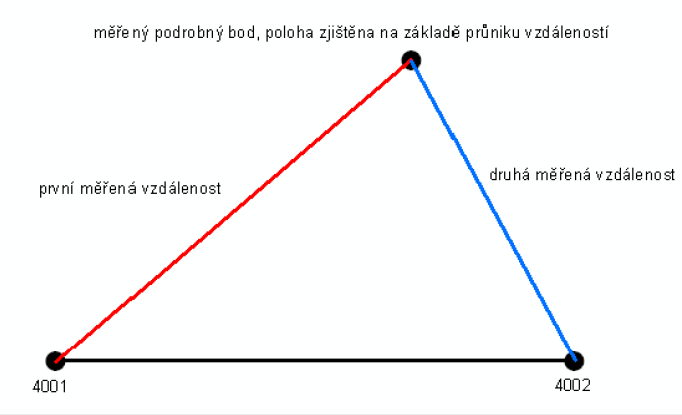 měřený podrobný bod, poloha zjištěna na základě průniku vzdáleností
první měřená vzdálenost
druhá měřená vzdálenost
4001
4002